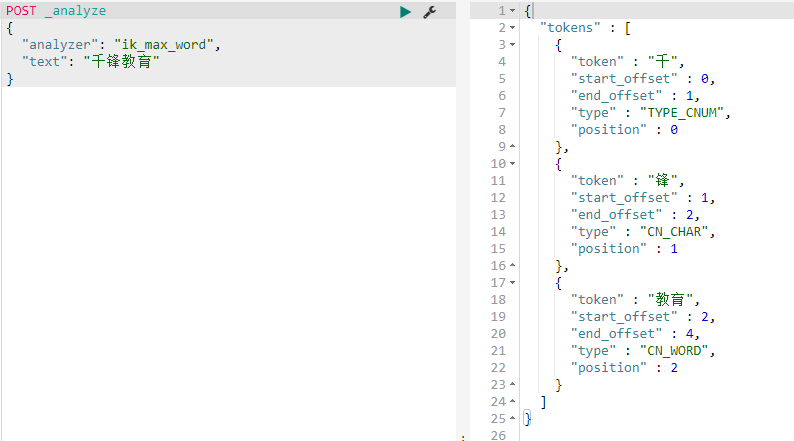 POST _analyze
{
  "analyzer": "ik_max_word",
  "text": "千锋教育"
}
1 {
2   "tokens" : [
3     {
4       "token" : "千",
5       "start_offset" : 0,
6       "end_offset" : 1,
7       "type" : "TYPE_CNUM",
8       "position" : 0
9     },
10     {
11       "token" : "锋",
12       "start_offset" : 1,
13       "end_offset" : 2,
14       "type" : "CN_CHAR",
15       "position" : 1
16     },
17     {
18       "token" : "教育",
19       "start_offset" : 2,
20       "end_offset" : 4,
21       "type" : "CN_WORD",
22       "position" : 2
23     }
24   ]
25 }
26